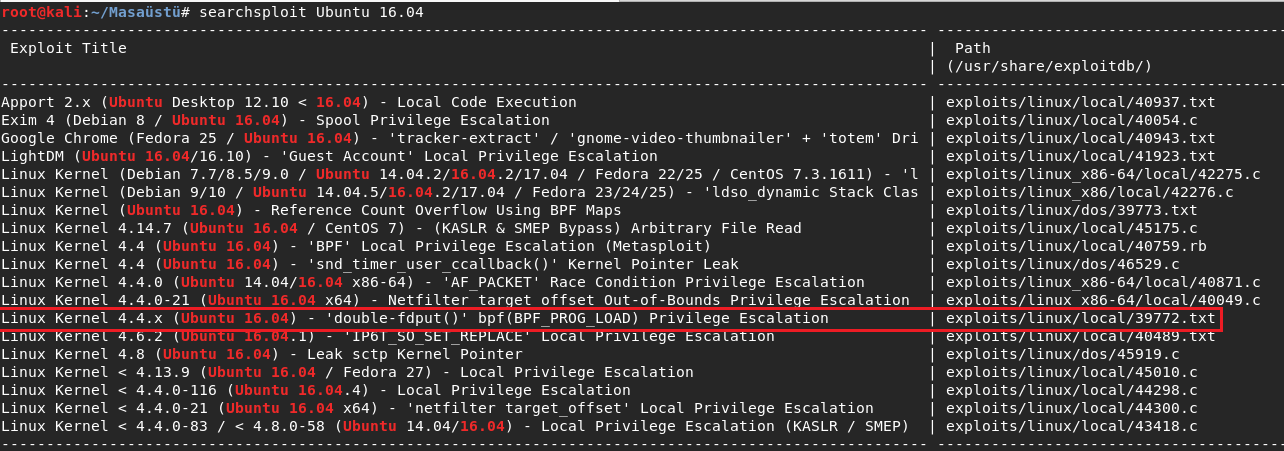 root@kali:~/Masaüstü# searchsploit Ubuntu 16.04
--------------------------------------------------------------------------------------------------------- ----------------------------------------
Exploit Title | Path
| (/usr/share/exploitdb/)
--------------------------------------------------------------------------------------------------------- ----------------------------------------
Apport 2.x (Ubuntu Desktop 12.10 < 16.04) - Local Code Execution | exploits/linux/local/40937.txt
Exim 4 (Debian 8 / Ubuntu 16.04) - Spool Privilege Escalation | exploits/linux/local/40054.c
Google Chrome (Fedora 25 / Ubuntu 16.04) - 'tracker-extract' / 'gnome-video-thumbnailer' + 'totem' Dri | exploits/linux/local/40943.txt
LightDM (Ubuntu 16.04/16.10) - 'Guest Account' Local Privilege Escalation | exploits/linux/local/41923.txt
Linux Kernel (Debian 7.7/8.5/9.0 / Ubuntu 14.04.2/16.04.2/17.04 / Fedora 22/25 / CentOS 7.3.1611) - 'l | exploits/linux_x86-64/local/42275.c
Linux Kernel (Debian 9/10 / Ubuntu 14.04.5/16.04.2/17.04 / Fedora 23/24/25) - 'ldso_dynamic Stack Clas | exploits/linux_x86/local/42276.c
Linux Kernel (Ubuntu 16.04) - Reference Count Overflow Using BPF Maps | exploits/linux/dos/39773.txt
Linux Kernel 4.14.7 (Ubuntu 16.04 / CentOS 7) - (KASLR & SMEP Bypass) Arbitrary File Read | exploits/linux/local/45175.c
Linux Kernel 4.4 (Ubuntu 16.04) - 'BPF' Local Privilege Escalation (Metasploit) | exploits/linux/local/40759.rb
Linux Kernel 4.4 (Ubuntu 16.04) - 'snd_timer_user_ccallback()' Kernel Pointer Leak | exploits/linux/dos/46529.c
Linux Kernel 4.4.0 (Ubuntu 14.04/16.04 x86-64) - 'AF_PACKET' Race Condition Privilege Escalation | exploits/linux_x86-64/local/40871.c
Linux Kernel 4.4.0-21 (Ubuntu 16.04 x64) - Netfilter target_offset Out-of-Bounds Privilege Escalation | exploits/linux_x86-64/local/40049.c
Linux Kernel 4.4.x (Ubuntu 16.04) - 'double-fdput()' bpf(BPF_PROG_LOAD) Privilege Escalation | exploits/linux/local/39772.txt
Linux Kernel 4.6.2 (Ubuntu 16.04.1) - 'IP6T_SO_SET_REPLACE' Local Privilege Escalation | exploits/linux/local/40489.txt
Linux Kernel 4.8 (Ubuntu 16.04) - Leak sctp Kernel Pointer | exploits/linux/dos/45919.c
Linux Kernel < 4.13.9 (Ubuntu 16.04 / Fedora 27) - Local Privilege Escalation | exploits/linux/local/45010.c
Linux Kernel < 4.4.0-116 (Ubuntu 16.04.4) - Local Privilege Escalation | exploits/linux/local/44298.c
Linux Kernel < 4.4.0-21 (Ubuntu 16.04 x64) - 'netfilter target_offset' Local Privilege Escalation | exploits/linux/local/44300.c
Linux Kernel < 4.4.0-83 / < 4.8.0-58 (Ubuntu 14.04/16.04) - Local Privilege Escalation (KASLR / SMEP) | exploits/linux/local/43418.c
--------------------------------------------------------------------------------------------------------- ----------------------------------------